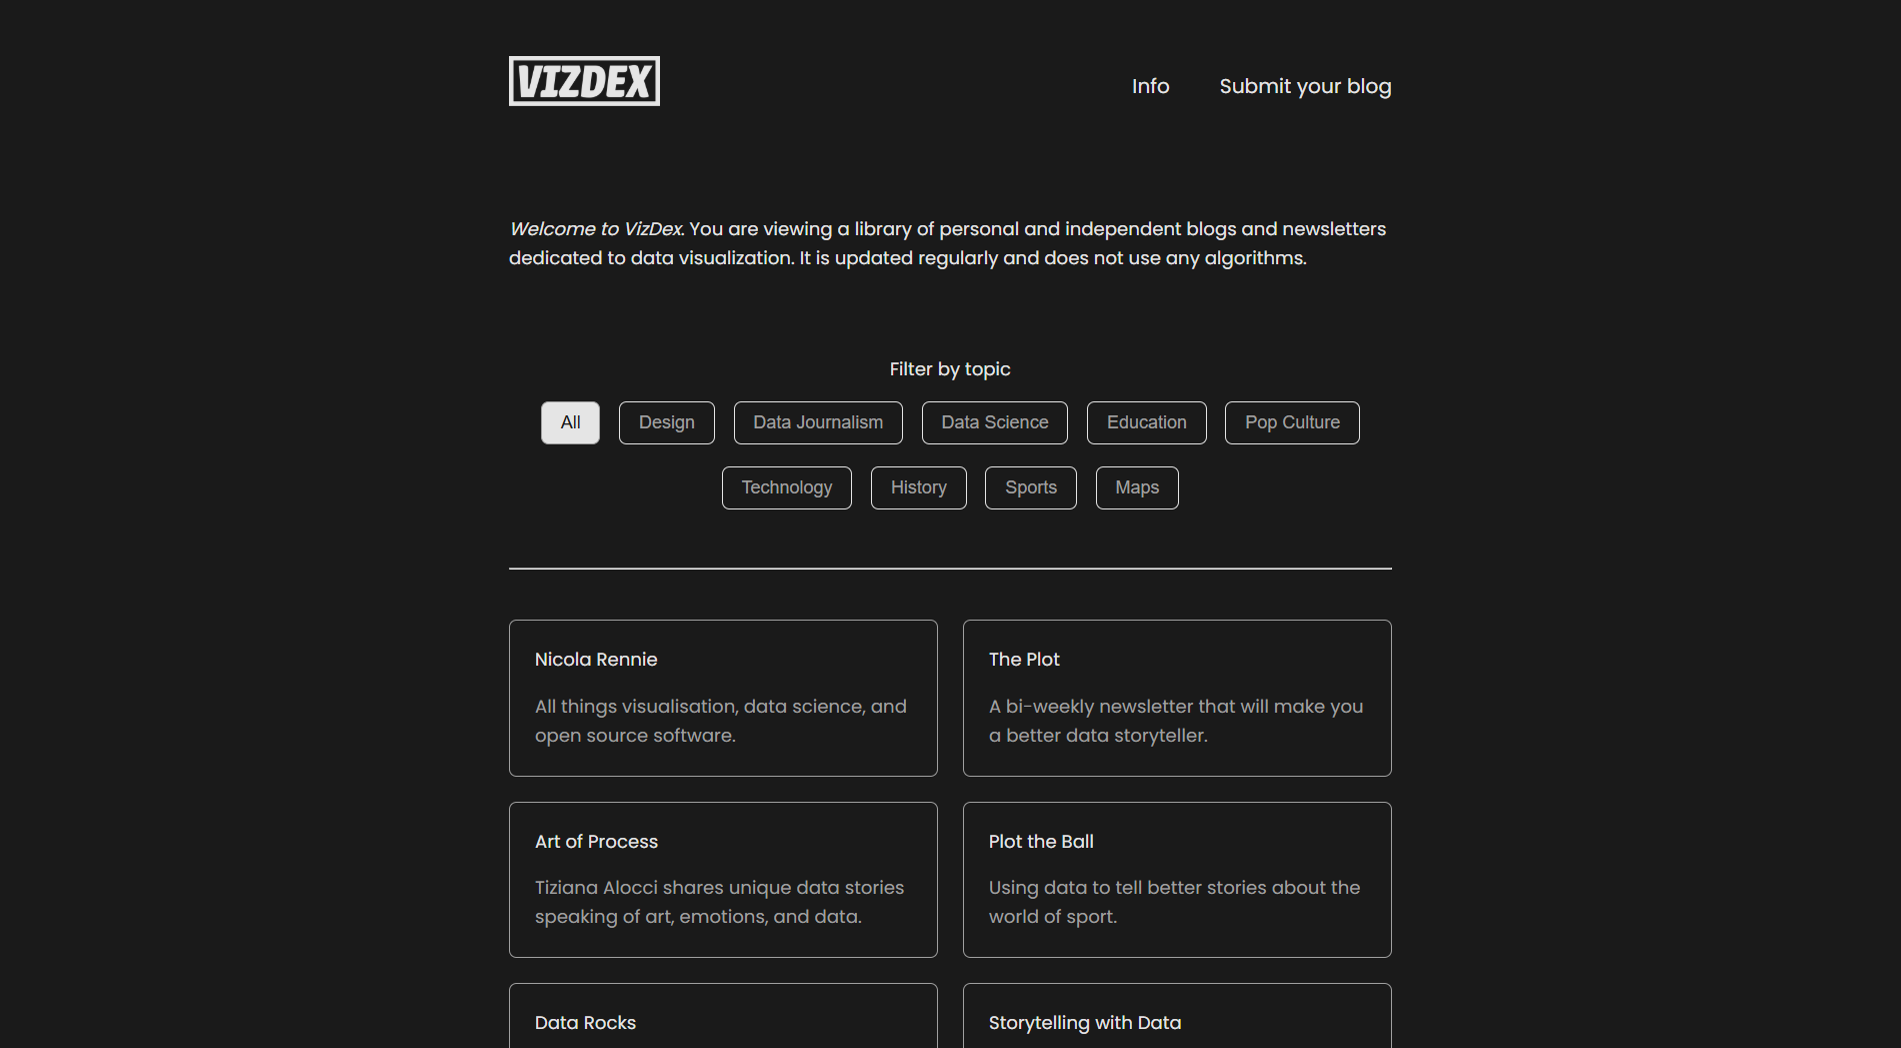 VIZDEX
Info
Submit your blog
Welcome to VizDex. You are viewing a library of personal and independent blogs and newsletters
dedicated to data visualization. It is updated regularly and does not use any algorithms.
Filter by topic
All
Design
Data Journalism
Data Science
Education
Pop Culture
Technology
History
Sports
Maps
Nicola Rennie
All things visualisation, data science, and
open source software.
The Plot
A bi-weekly newsletter that will make you
a better data storyteller.
Art of Process
Tiziana Alocci shares unique data stories
speaking of art, emotions, and data.
Plot the Ball
Using data to tell better stories about the
world of sport.
Data Rocks
Storytelling with Data